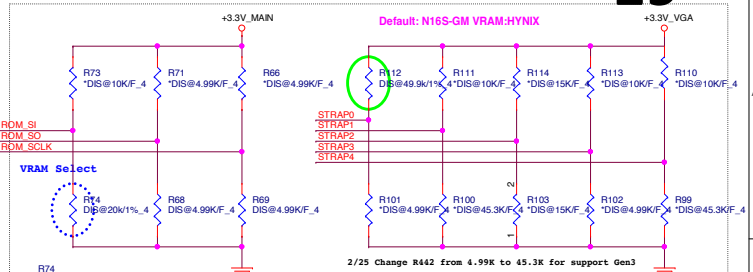 +3.3V_MAIN
Default: N16S-GM VRAM:HYNIX
+3.3V_VGA
R73
*DIS@10K/F_4
R71
*DIS@4.99K/F_4
R66
*DIS@4.99K/F_4
R112
DIS@49.9k/1%_4
R111
*DIS@10K/F_4
R114
*DIS@15K/F_4
R113
*DIS@10K/F_4
R110
*DIS@10K/F_4
ROM_SI
ROM_SO
ROM_SCLK
STRAP0
STRAP1
STRAP2
STRAP3
STRAP4
VRAM Select
R74
DIS@20k/1%_4
R68
DIS@4.99K/F_4
R69
DIS@4.99K/F_4
R101
*DIS@4.99K/F_4
R100
*DIS@45.3K/F_4
2
R103
*DIS@15K/F_4
1
R102
*DIS@4.99K/F_4
R99
*DIS@45.3K/F_4
2/25 Change R442 from 4.99K to 45.3K for support Gen3
R74